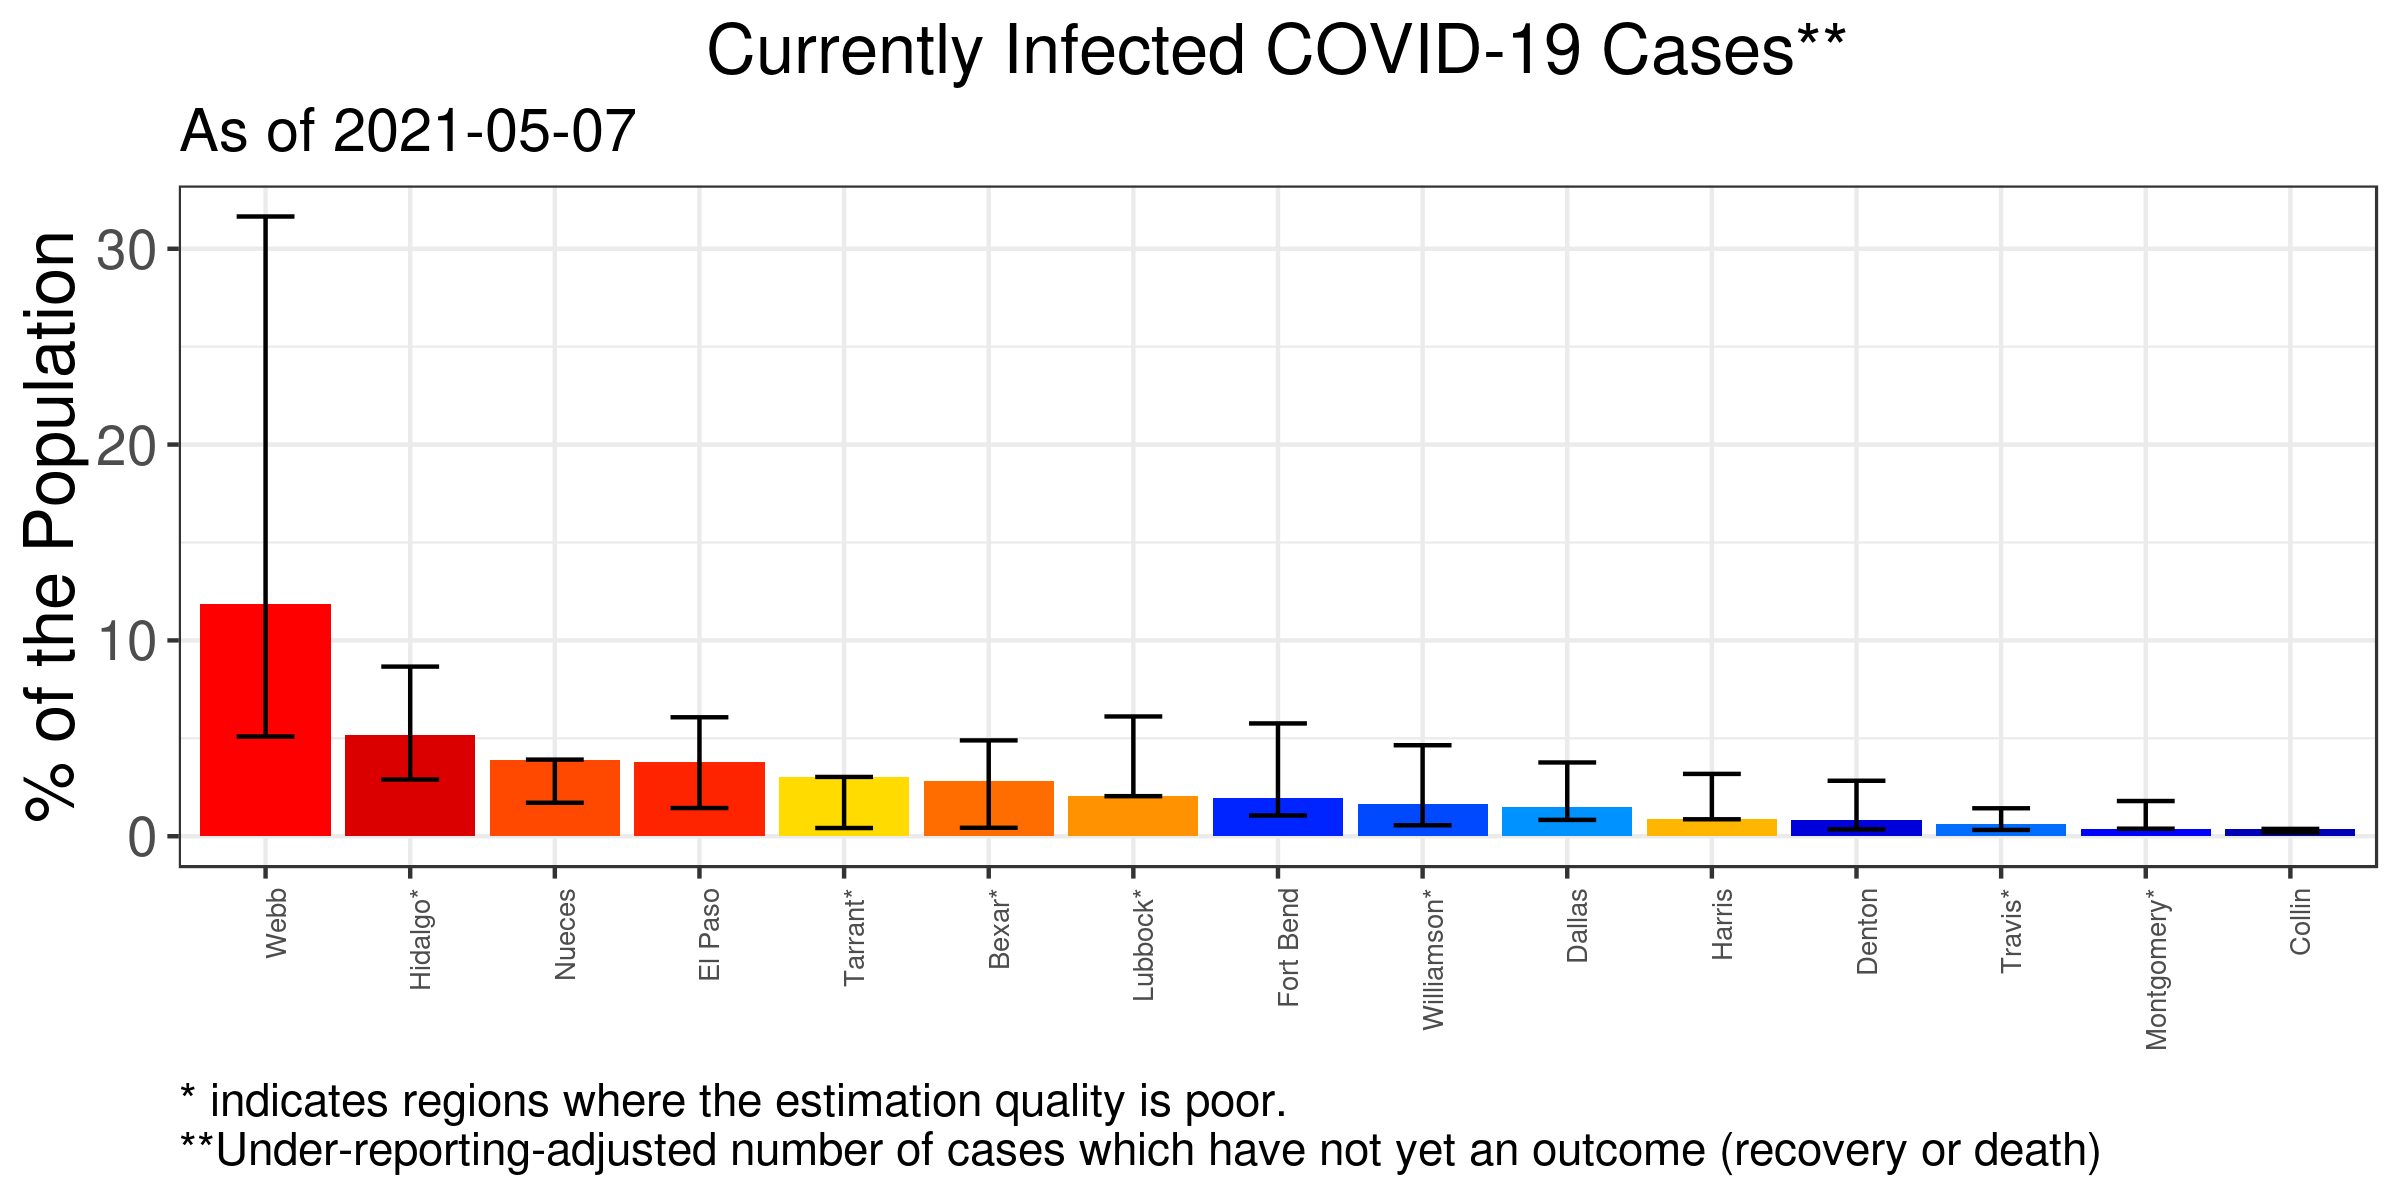 Currently Infected COVID-19 Cases**
As of 2021-05-07
% of the Population
30
20
10
0
Webb
Hidalgo*
Nueces
El Paso
Tarrant*
Bexar*
Lubbock*
Fort Bend
Williamson*
Dallas
Harris
Denton
Travis*
Montgomery*
Collin
* indicates regions where the estimation quality is poor.
**Under-reporting-adjusted number of cases which have not yet an outcome (recovery or death)